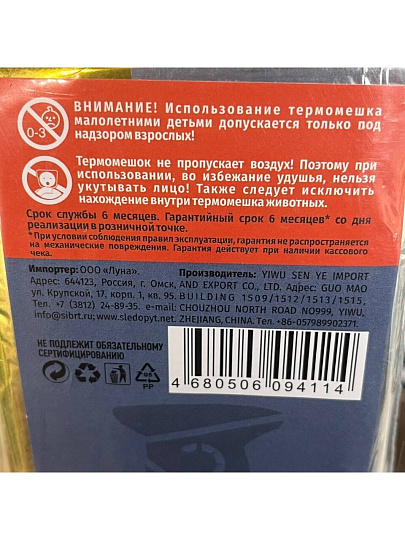 ВНИМАНИЕ! Использование термомешка
малолетними детьми допускается только под
надзором взрослых!
0-3
Термомешок не пропускает воздух! Поэтому при
использовании, во избежание удушья, нельзя
укутывать лицо! Также следует исключить
нахождение внутри термомешка животных.
Срок службы 6 месяцев. Гарантийный срок 6 месяцев* со дня
реализации в розничной точке.
* При условии соблюдения правил эксплуатации, гарантия не распространяется
на механические повреждения. Гарантия действует при наличии кассового
чека.
Импортер: ООО «Луна».
Адрес: 644123, Россия, г. Омск,
ул. Крупской, 17, корп. 1, кв. 95.
Тел. +7 (3812) 24-89-35. e-mail:
info@sibrt.ru, www.sledopyt.net.
Производитель: YIWU SEN YE IMPORT
AND EXPORT CO., LTD. Адрес: GUO MAO
BUILDING 1509/1512/1513/1515.
CHOUZHOU NORTH ROAD NO999, YIWU,
ZHEJIANG, CHINA. Тел. +86-057989902371.
НЕ ПОДЛЕЖИТ ОБЯЗАТЕЛЬНОМУ
СЕРТИФИЦИРОВАНИЮ
PP
4 680506 094114